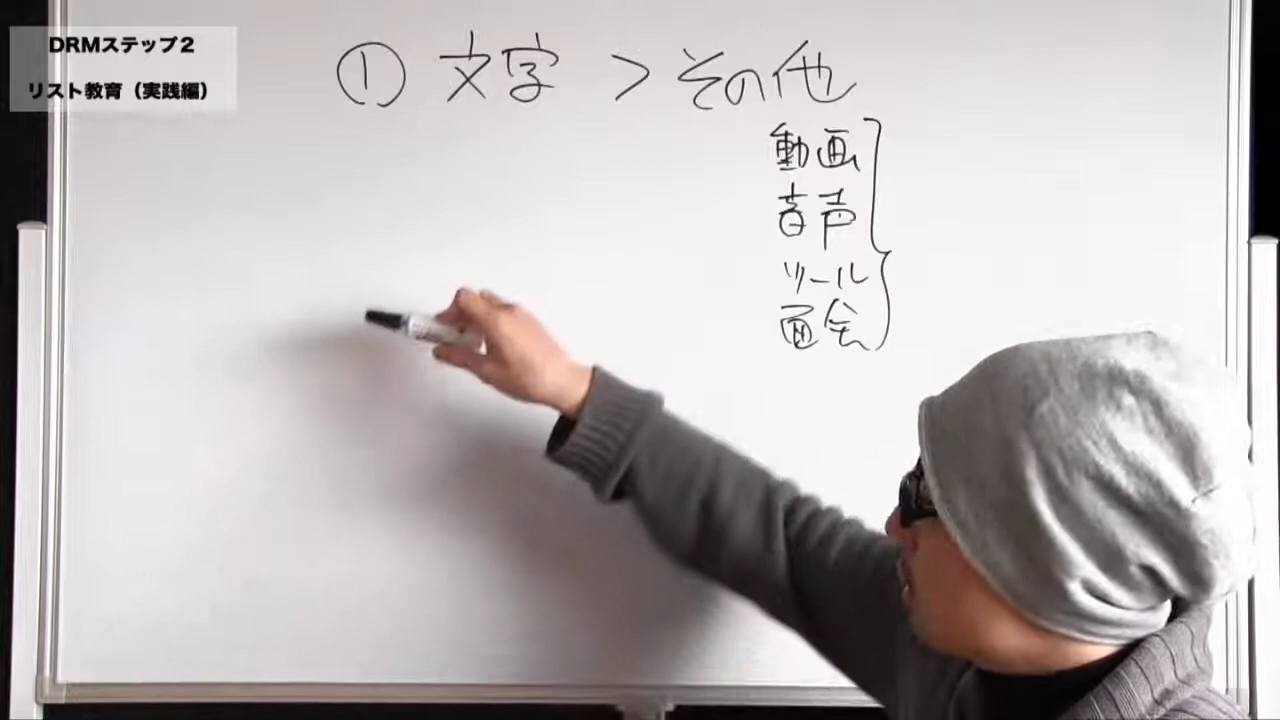 DRMステップ2
リスト教育（実践編）
① 文字 > その他
動画
音声
ツール
面会